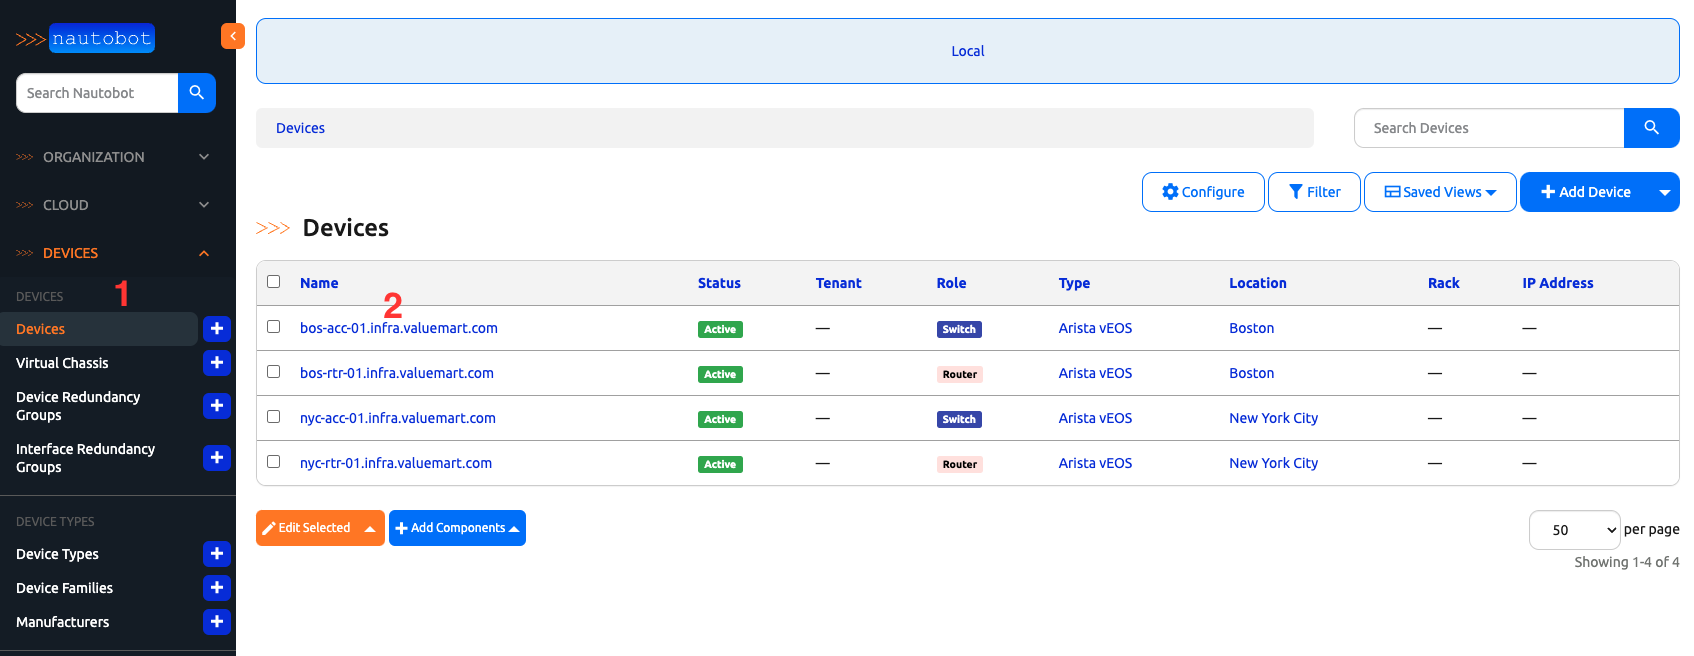 >>> nautobot
Search Nautobot
>>> ORGANIZATION
>>> CLOUD
>>> DEVICES
DEVICES 1
Devices
Virtual Chassis
Device Redundancy
Groups
Interface Redundancy
Groups
DEVICE TYPES
Device Types
Device Families
Manufacturers
Local
Devices
Search Devices
Configure Filter Saved Views Add Device
>>> Devices
Name Status Tenant Role Type Location Rack IP Address
2
bos-acc-01.infra.valuemart.com Active — Switch Arista vEOS Boston — —
bos-rtr-01.infra.valuemart.com Active — Router Arista vEOS Boston — —
nyc-acc-01.infra.valuemart.com Active — Switch Arista vEOS New York City — —
nyc-rtr-01.infra.valuemart.com Active — Router Arista vEOS New York City — —
Edit Selected Add Components
50 per page
Showing 1-4 of 4